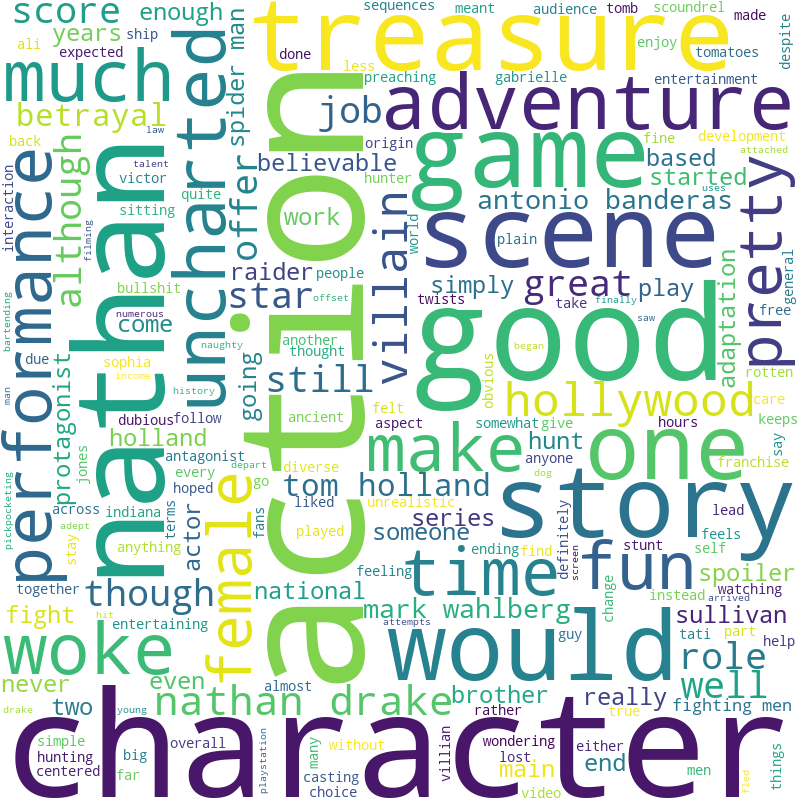 score
enough
sequences
meant
audience
tomb
scoundrel
made
years
ship
ali
expected
treasure
despite
much
done
less
preaching
gabrielle
entertainment
tomatoes
enjoy
betrayal
uncharted
spider man
job
adventure
back
law
origin
fine
development
attached
although
talent
believable
game
based
interaction
victor
quite
offer
hunter
started
uses
nathan
sitting
work
antonio banderas
performance
filming
villain
world
plain
scene
pretty
raider
people
simply
great
play
bullshit
star
offset
twists
take
finally
general
adaptation
numerous
come
saw
free
bartending
naughty
another
began
good
due
thought
still
obvious
rotten
sophia
income
going
felt
hollywood
care
man
protagonist
history
action
dubious
follow
ancient
aspect
somewhat
give
hours
keeps
holland
make
hunt
one
say
jones
antagonist
every
depart
diverse
anyone
franchise
pickpocketing
terms
hoped
go
tom holland
dog
story
across
indiana
female
liked
unrealistic
adept
actor
fans
played
series
someone
definitely
lead
stay
anything
ending
find
stunt
feels
self
together
though
feeling
time
screen
fun
spoiler
national
instead
watching
fight
hit
mark wahlberg
change
arrived
sullivan
entertaining
attempts
guy
tati
part
help
woke
would
role
never
even
almost
well
two
nathan drake
brother
really
fighting men
drake
young
rather
true
character
simple
overall
playstation
many
without
villian
wondering
either
end
men
things
hunting
big
lost
centered
far
casting
main
choice
video
fled